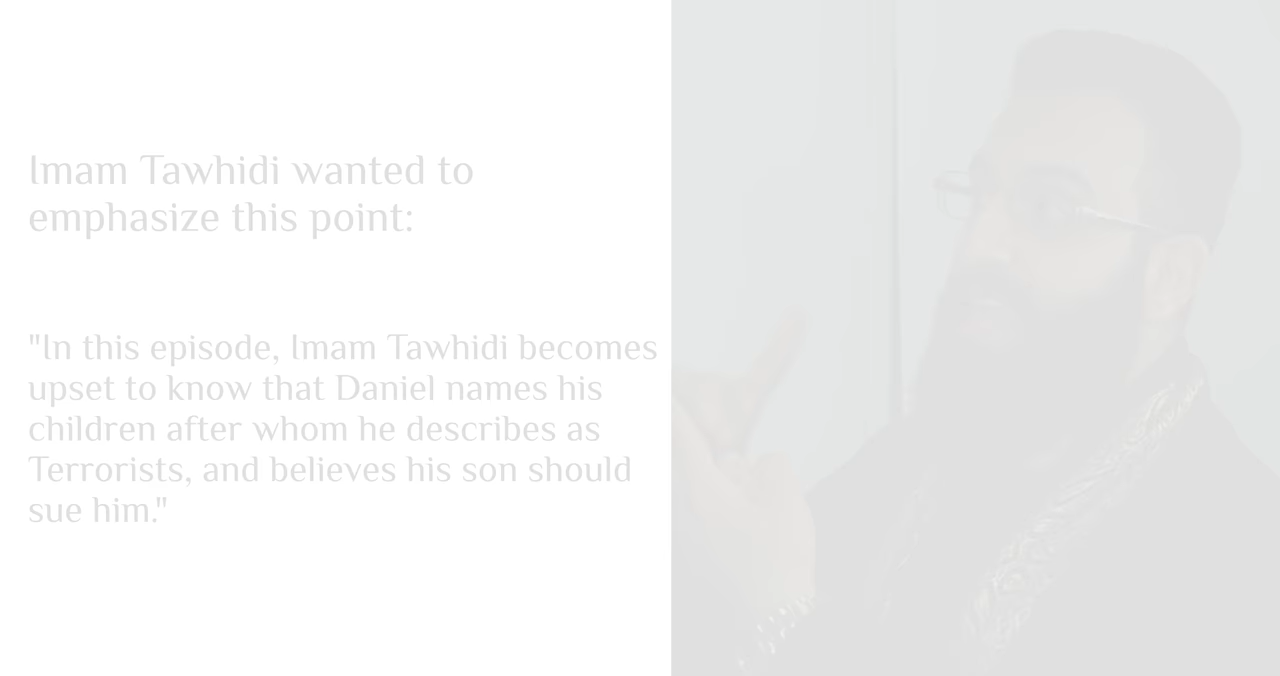 Imam Tawhidi wanted to
emphasize this point:
"In this episode, Imam Tawhidi becomes
upset to know that Daniel names his
children after whom he describes as
Terrorists, and believes his son should
sue him."